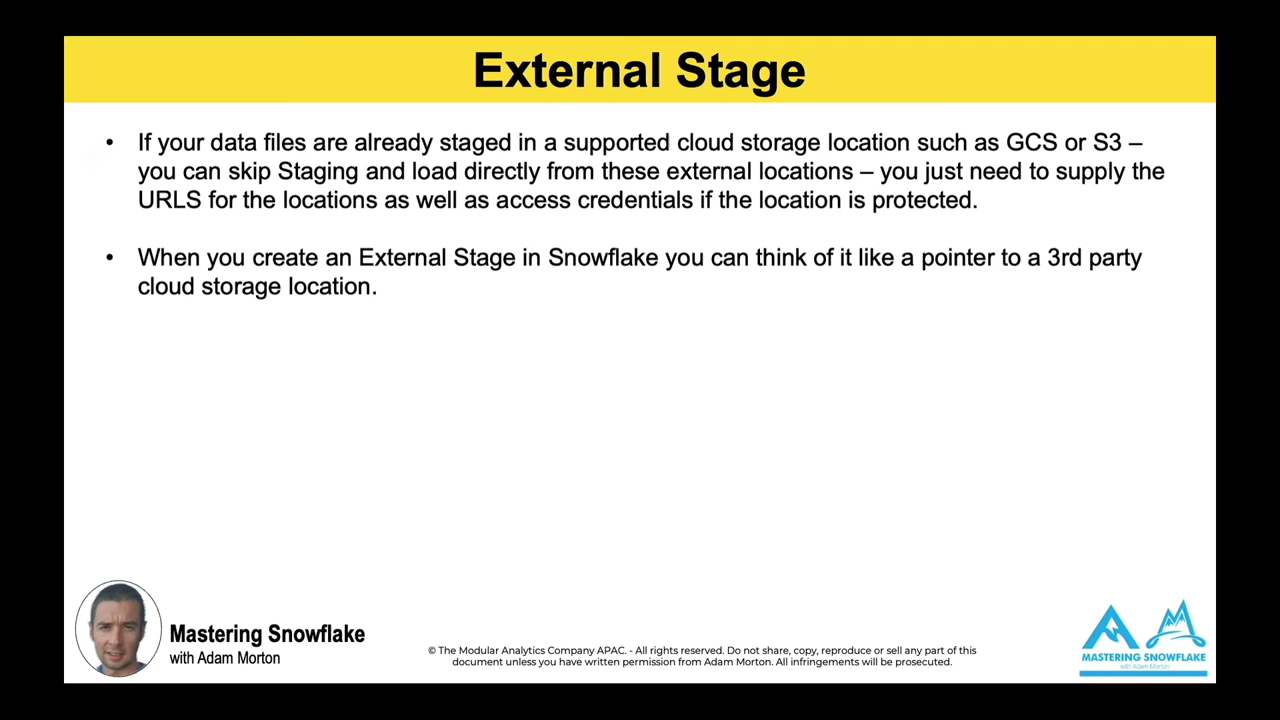 External Stage
• If your data files are already staged in a supported cloud storage location such as GCS or S3 –
you can skip Staging and load directly from these external locations – you just need to supply the
URLS for the locations as well as access credentials if the location is protected.
• When you create an External Stage in Snowflake you can think of it like a pointer to a 3rd party
cloud storage location.
Mastering Snowflake
with Adam Morton
© The Modular Analytics Company APAC. - All rights reserved. Do not share, copy, reproduce or sell any part of this
document unless you have written permission from Adam Morton. All infringements will be prosecuted.
MASTERING SNOWFLAKE
with Adam Morton